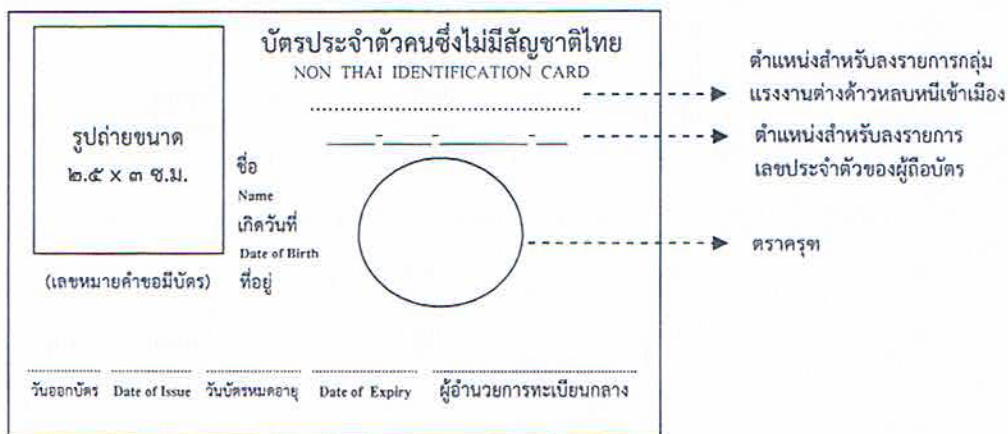 บัตรประจำตัวคนซึ่งไม่มีสัญชาติไทย
NON THAI IDENTIFICATION CARD
ตำแหน่งสำหรับลงรายการกลุ่ม
แรงงานต่างด้าวหลบหนีเข้าเมือง
ตำแหน่งสำหรับลงรายการ
เลขประจำตัวของผู้ถือบัตร
รูปถ่ายขนาด
๒.๕ x ๓ ซ.ม.
ชื่อ
Name
เกิดวันที่
Date of Birth
ตราครุฑ
(เลขหมายคำขอมีบัตร)
ที่อยู่
วันออกบัตร Date of Issue วันบัตรหมดอายุ Date of Expiry ผู้อำนวยการทะเบียนกลาง